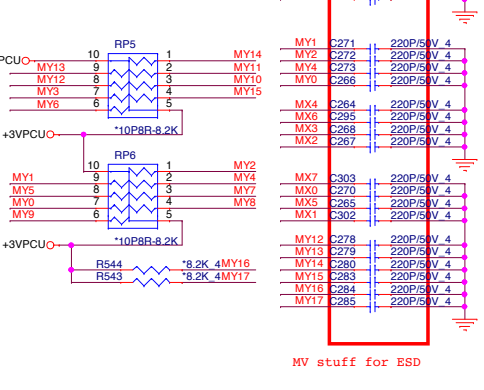 RP5
PCU
10 1 MY14
MY13 9 2 MY11
MY12 8 3 MY10
MY3 7 4 MY15
MY6 6 5
+3VPCU *10P8R-8.2K
RP6
10 1 MY2
MY1 9 2 MY4
MY5 8 3 MY7
MY0 7 4 MY8
MY9 6 5
+3VPCU *10P8R-8.2K
R544 *8.2K_4 MY16
R543 *8.2K_4 MY17
MY1 C271 220P/50V_4
MY2 C272 220P/50V_4
MY4 C273 220P/50V_4
MY0 C266 220P/50V_4
MX4 C264 220P/50V_4
MX6 C295 220P/50V_4
MX3 C268 220P/50V_4
MX2 C267 220P/50V_4
MX7 C303 220P/50V_4
MX0 C270 220P/50V_4
MX5 C265 220P/50V_4
MX1 C302 220P/50V_4
MY12 C278 220P/50V_4
MY13 C279 220P/50V_4
MY14 C280 220P/50V_4
MY15 C283 220P/50V_4
MY16 C284 220P/50V_4
MY17 C285 220P/50V_4
MV stuff for ESD